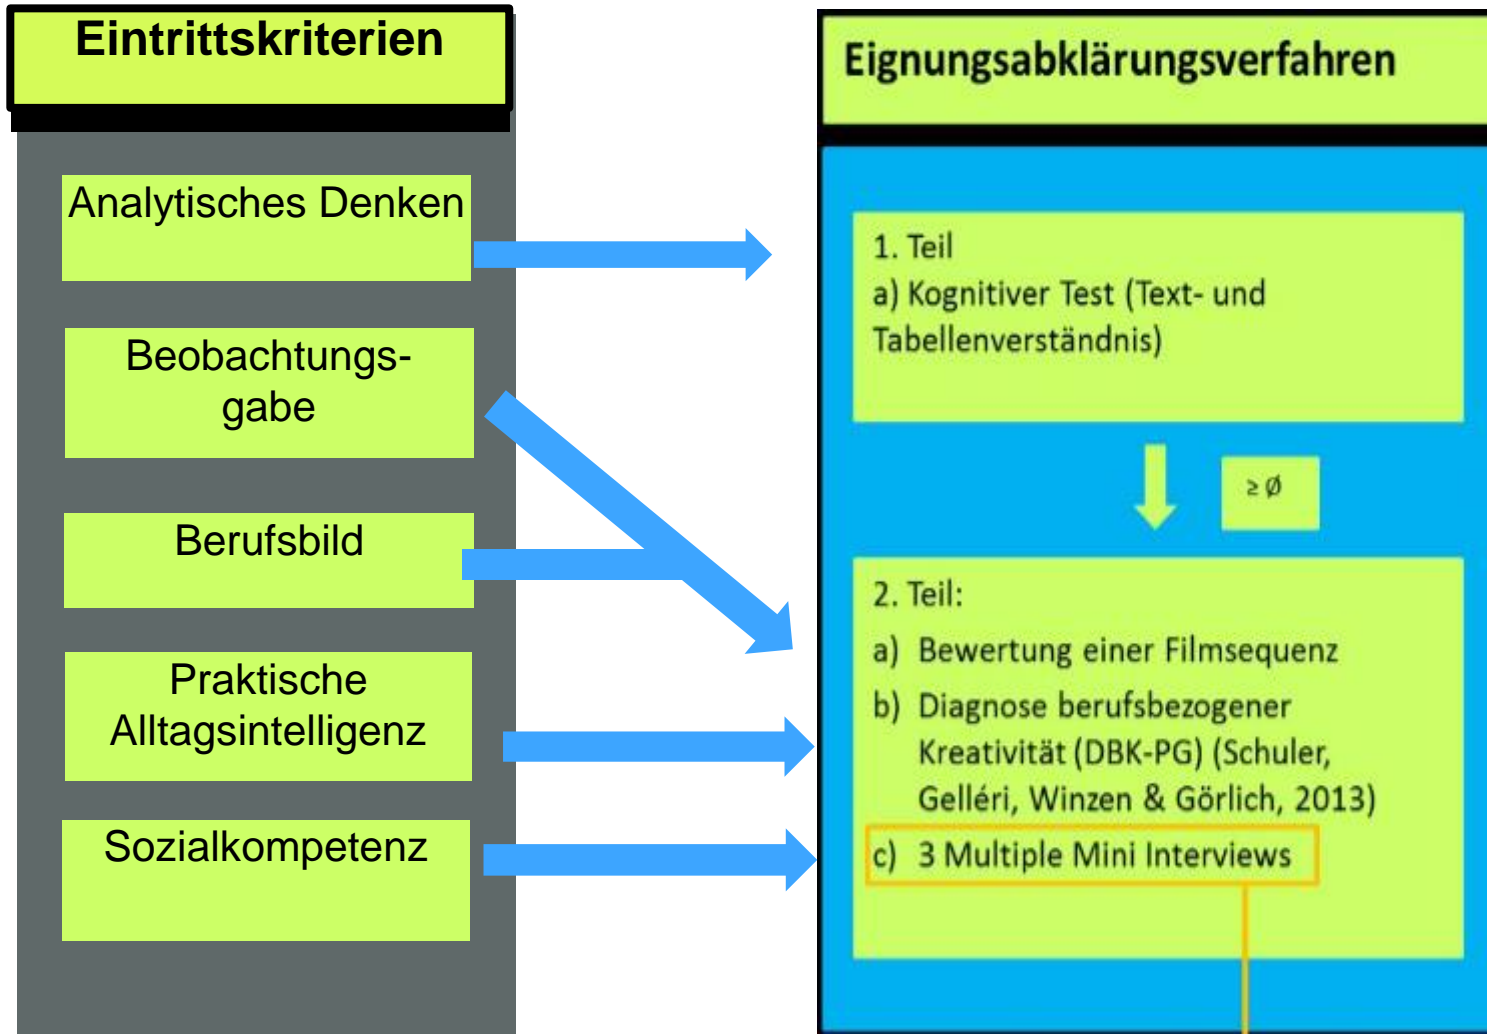 Eintrittskriterien
Analytisches Denken
Beobachtungs-
gabe
Berufsbild
Praktische
Alltagsintelligenz
Sozialkompetenz
Eignungsabklärungsverfahren
1. Teil
a) Kognitiver Test (Text- und
Tabellenverständnis)
≥ Ø
2. Teil:
a) Bewertung einer Filmsequenz
b) Diagnose berufsbezogener
Kreativität (DBK-PG) (Schuler,
Gelléri, Winzen & Görlich, 2013)
c) 3 Multiple Mini Interviews